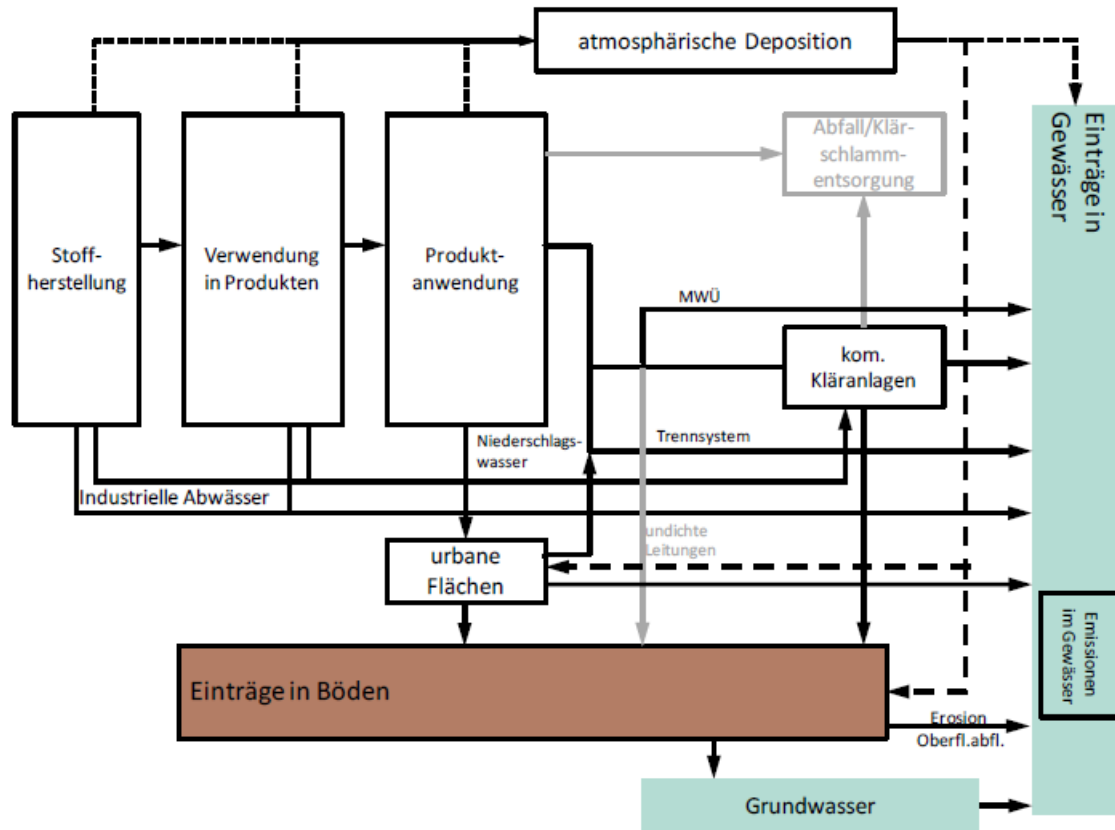 atmosphärische Deposition
Einträge in
Gewässer
Abfall/Klär-
schlamm-
entsorgung
Stoff-
herstellung
Verwendung
in Produkten
Produkt-
anwendung
MWÜ
kom.
Kläranlagen
Niederschlags-
wasser
Trennsystem
Industrielle Abwässer
undichte
Leitungen
urbane
Flächen
Emissionen
im Gewässer
Einträge in Böden
Erosion
Oberfl.abfl.
Grundwasser